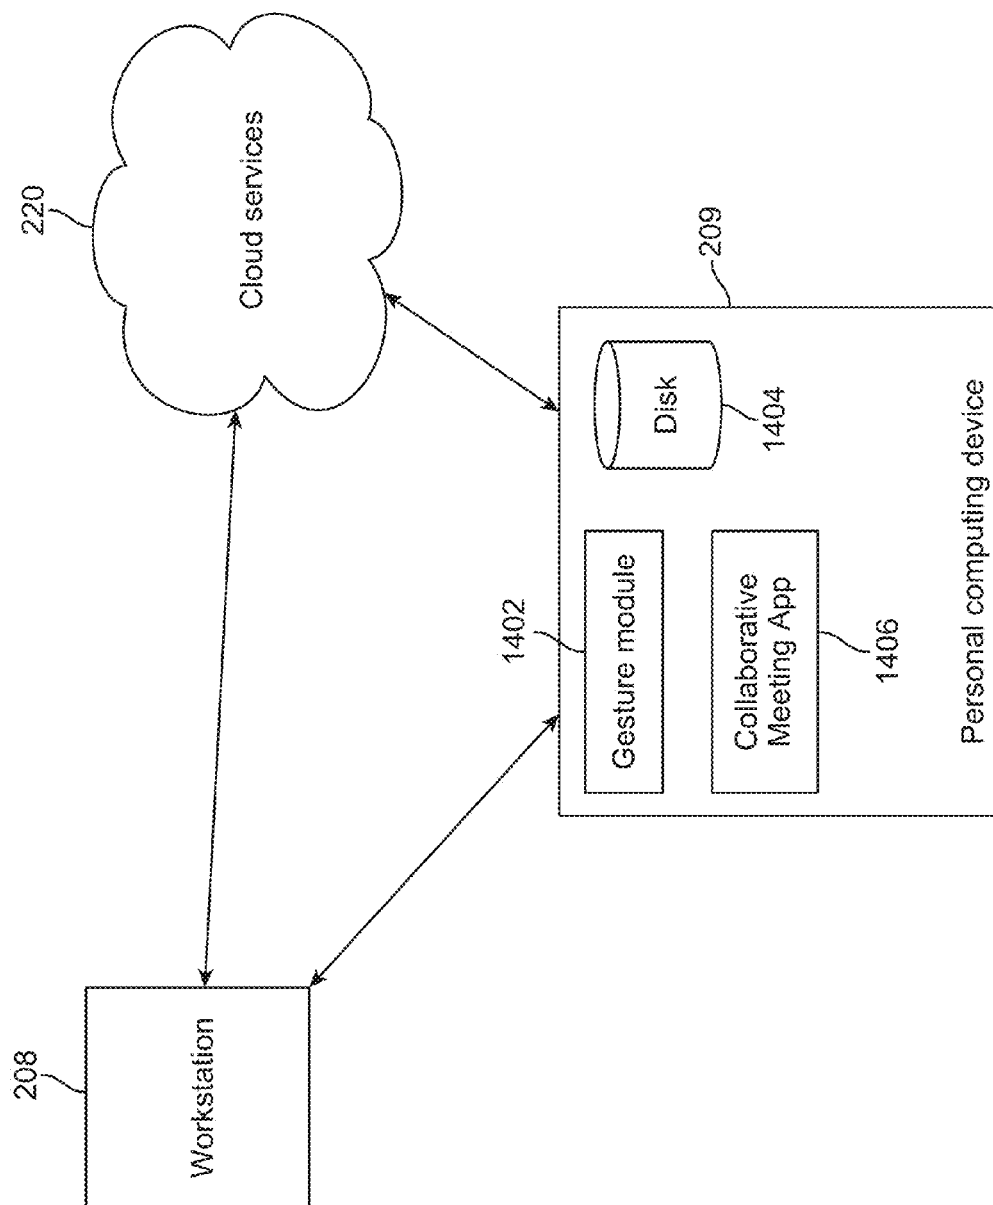 208
Workstation
220
Cloud services
209
1402
Gesture module
Disk
1404
Collaborative
Meeting App
1406
Personal computing device